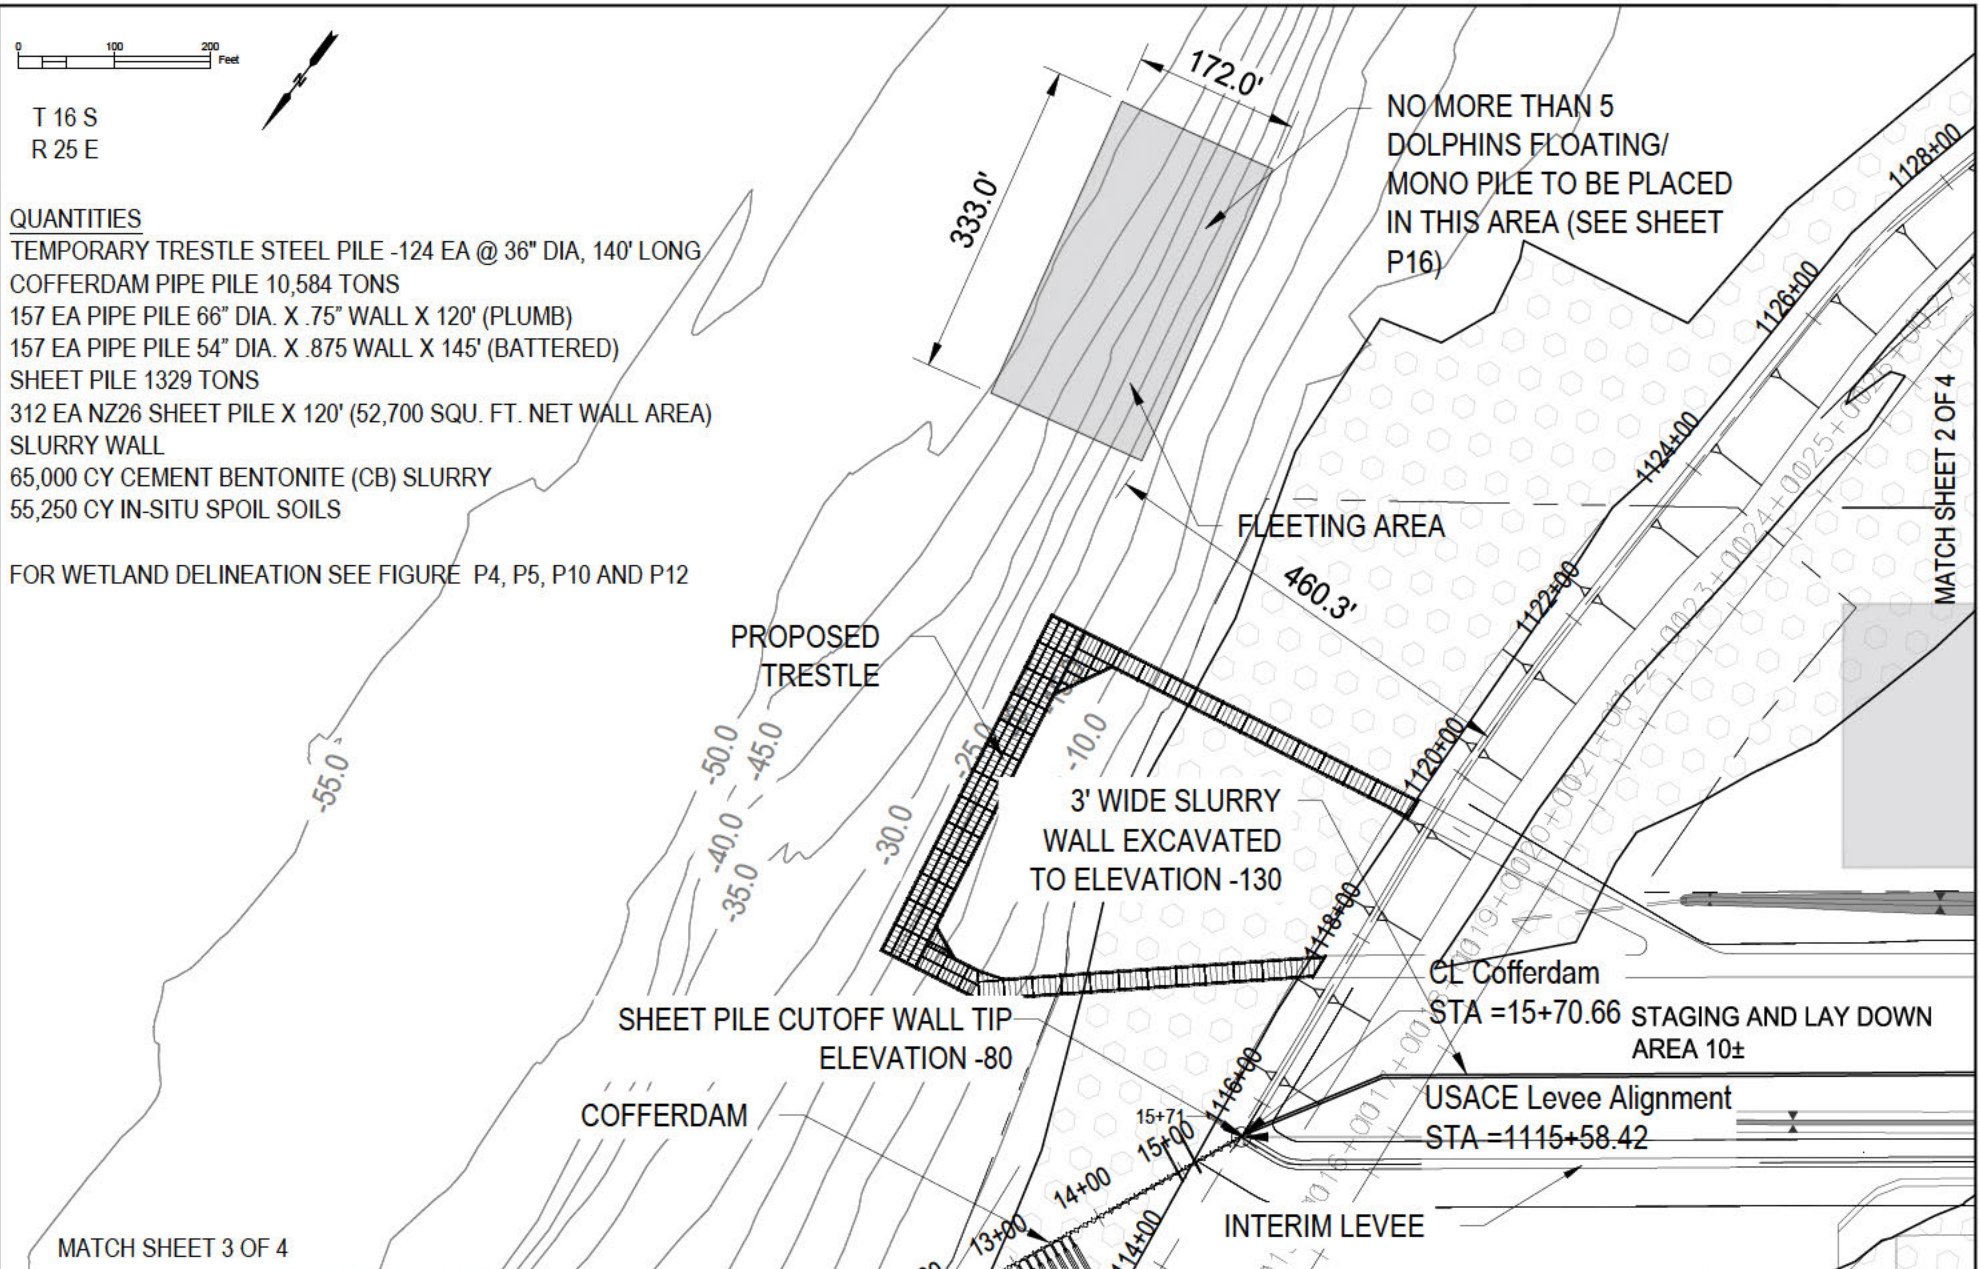 0 100 200
Feet
N
T 16 S
R 25 E
QUANTITIES
TEMPORARY TRESTLE STEEL PILE -124 EA @ 36" DIA, 140' LONG
COFFERDAM PIPE PILE 10,584 TONS
157 EA PIPE PILE 66” DIA. X .75” WALL X 120' (PLUMB)
157 EA PIPE PILE 54” DIA. X .875 WALL X 145' (BATTERED)
SHEET PILE 1329 TONS
312 EA NZ26 SHEET PILE X 120' (52,700 SQU. FT. NET WALL AREA)
SLURRY WALL
65,000 CY CEMENT BENTONITE (CB) SLURRY
55,250 CY IN-SITU SPOIL SOILS
FOR WETLAND DELINEATION SEE FIGURE P4, P5, P10 AND P12
172.0'
333.0'
NO MORE THAN 5
DOLPHINS FLOATING/
MONO PILE TO BE PLACED
IN THIS AREA (SEE SHEET
P16)
FLEETING AREA
460.3'
1128+00
1126+00
1124+00
1122+00
1120+00
1118+00
1116+00
MATCH SHEET 2 OF 4
PROPOSED
TRESTLE
-55.0
-50.0
-45.0
-40.0
-35.0
-30.0
-25.0
-10.0
3' WIDE SLURRY
WALL EXCAVATED
TO ELEVATION -130
CL Cofferdam
STA =15+70.66
STAGING AND LAY DOWN
AREA 10±
SHEET PILE CUTOFF WALL TIP
ELEVATION -80
USACE Levee Alignment
STA =1115+58.42
COFFERDAM
15+71
15+00
14+00
13+00
INTERIM LEVEE
MATCH SHEET 3 OF 4